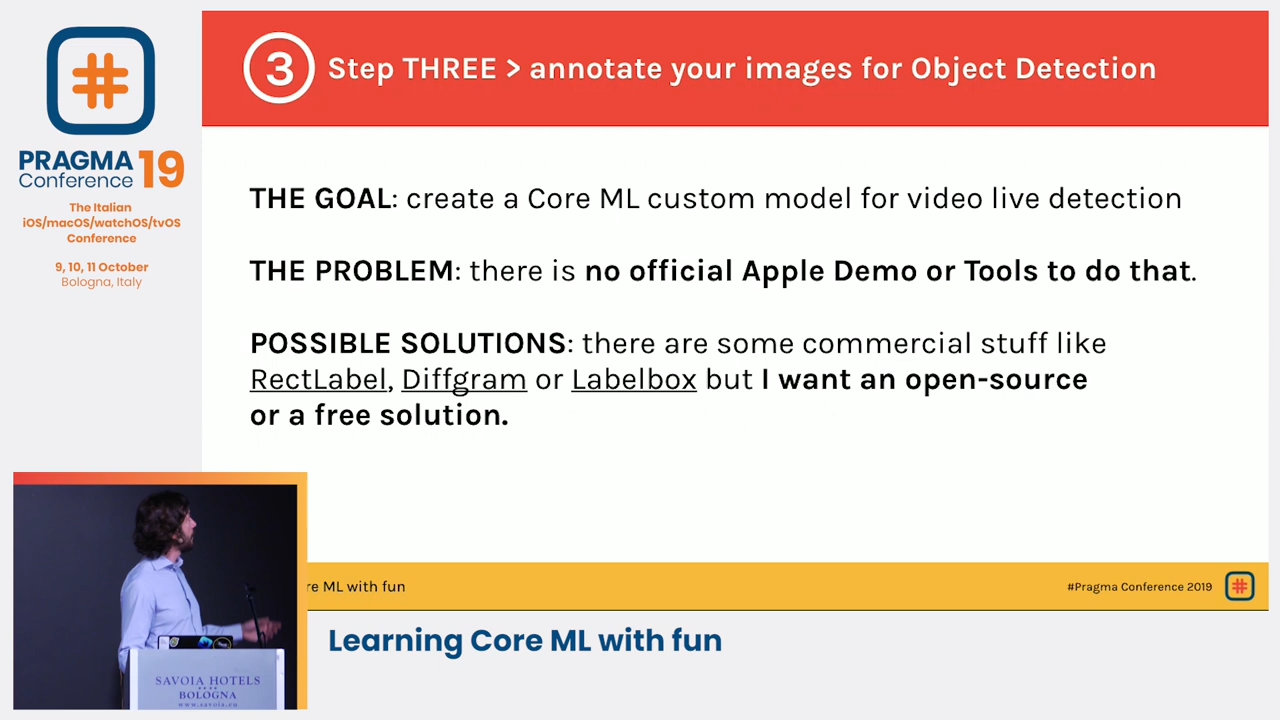 #
PRAGMA 19
Conference
The Italian
iOS/macOS/watchOS/tvOS
Conference
9, 10, 11 October
Bologna, Italy
3 Step THREE > annotate your images for Object Detection
THE GOAL: create a Core ML custom model for video live detection
THE PROBLEM: there is no official Apple Demo or Tools to do that.
POSSIBLE SOLUTIONS: there are some commercial stuff like
RectLabel, Diffgram or Labelbox but I want an open-source
or a free solution.
re ML with fun
#Pragma Conference 2019
#
Learning Core ML with fun
SAVOIA HOTELS
BOLOGNA
www.savoia.eu